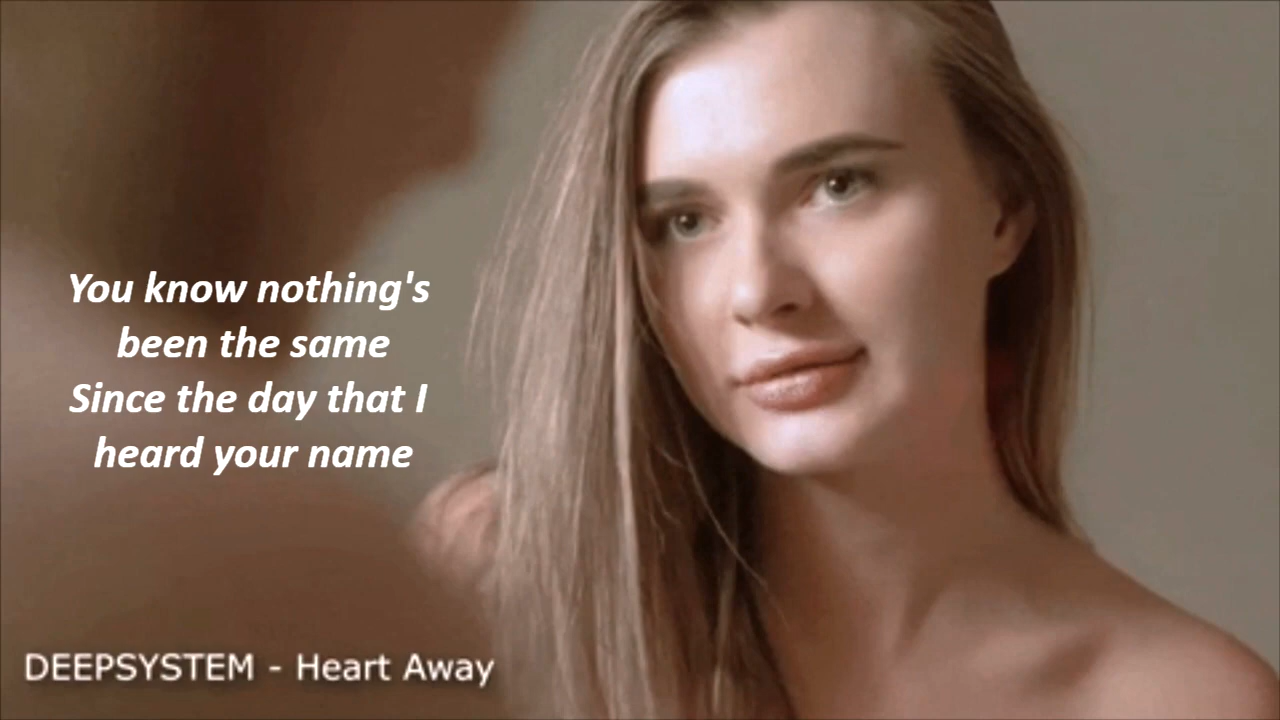 You know nothing's
been the same
Since the day that I
heard your name
DEEPSYSTEM - Heart Away